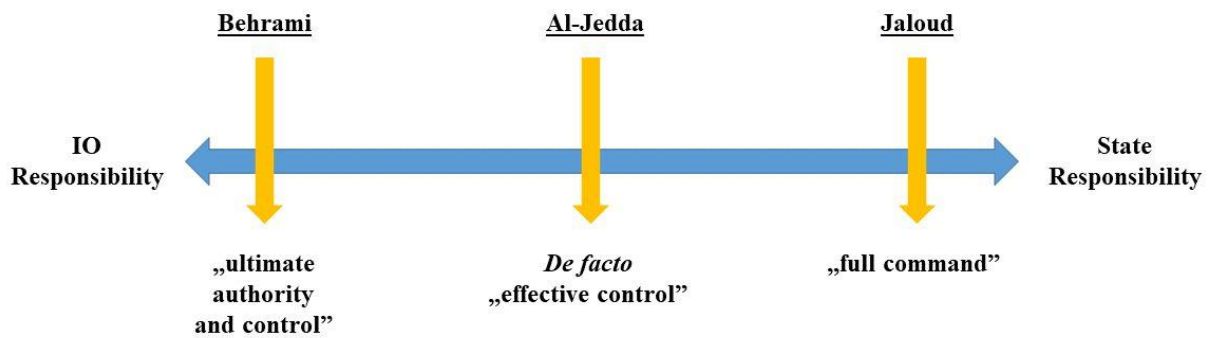 Behrami
Al-Jedda
Jaloud
IO
Responsibility
State
Responsibility
„ultimate
authority
and control”
De facto
„effective control”
„full command”